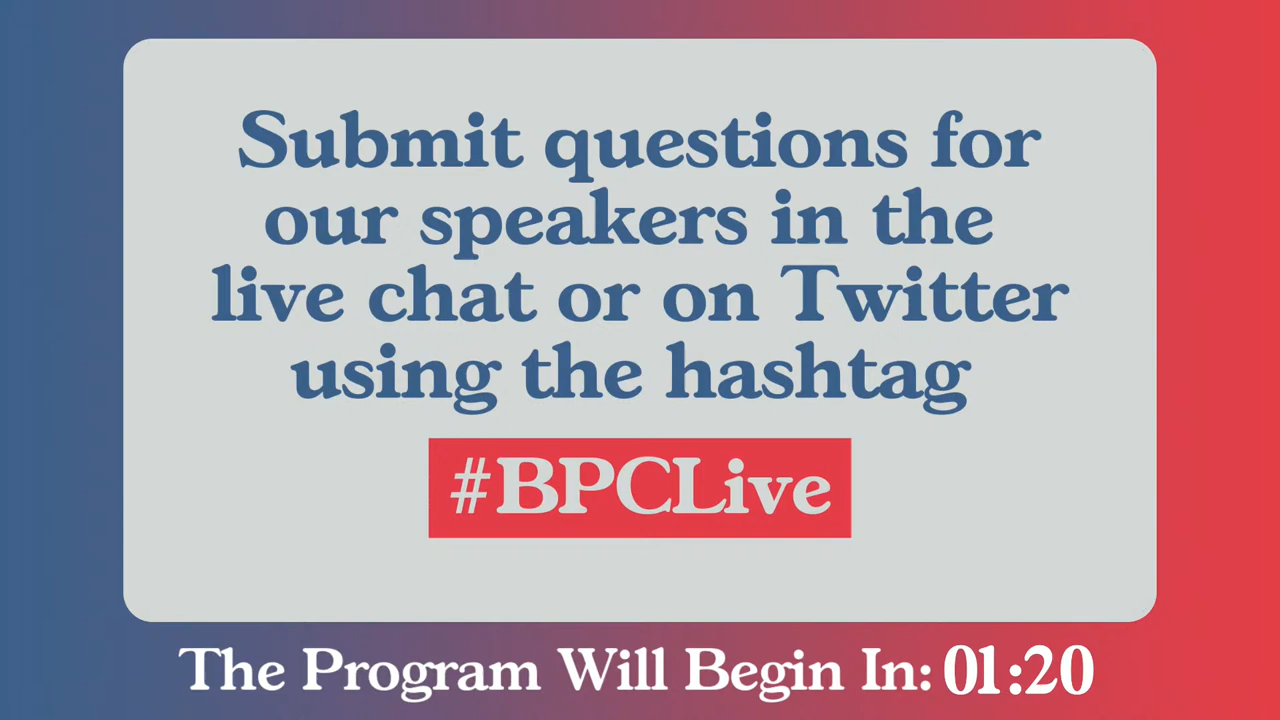 Submit questions for
our speakers in the
live chat or on Twitter
using the hashtag
#BPCLive
The Program Will Begin In: 01:20